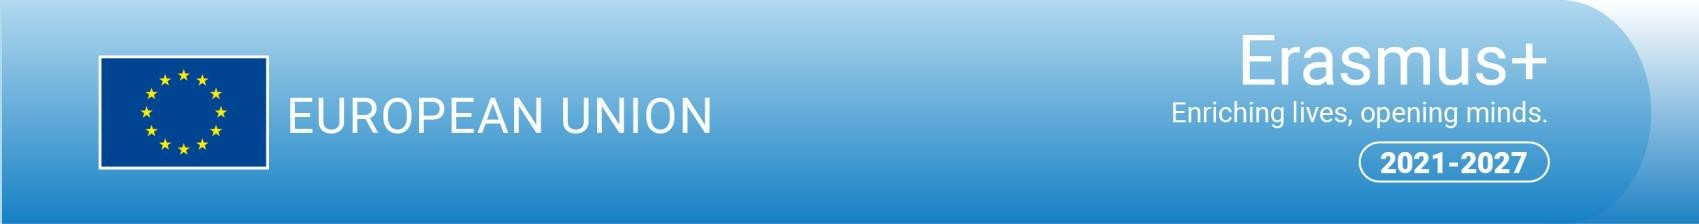 EUROPEAN UNION
Erasmus+
Enriching lives, opening minds.
2021-2027